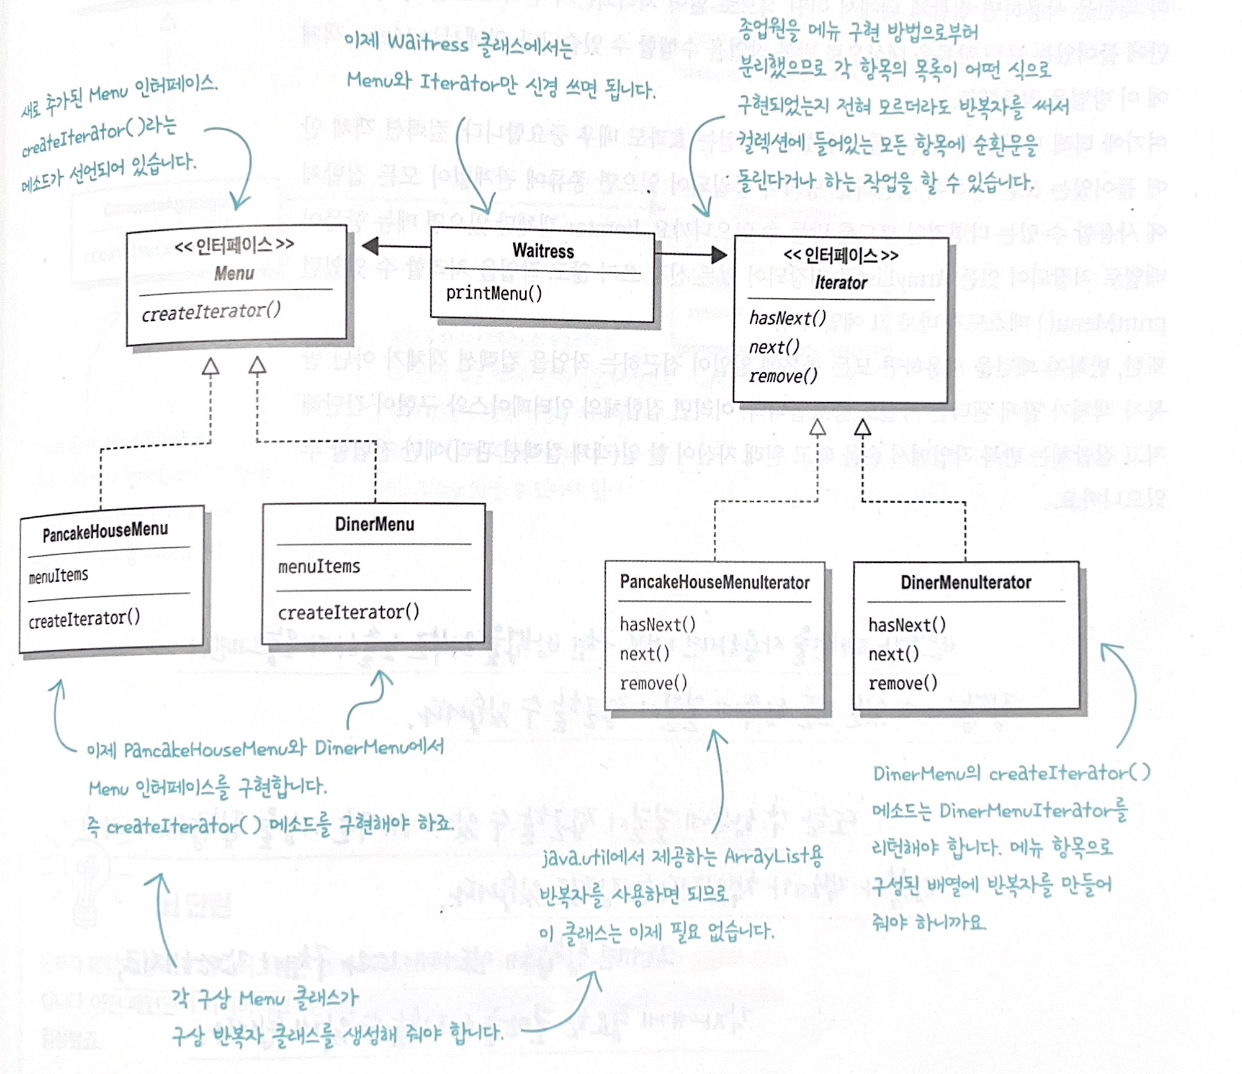 새로 추가된 Menu 인터페이스.
createIterator()라는
메소드가 선언되어 있습니다.
이제 Waitress 클래스에서는
Menu와 Iterator만 신경 쓰면 됩니다.
종업원을 메뉴 구현 방법으로부터
분리했으므로 각 항목의 목록이 어떤 식으로
구현되었는지 전혀 모르더라도 반복자를 써서
컬렉션에 들어있는 모든 항목에 순환문을
돌린다거나 하는 작업을 할 수 있습니다.
<< 인터페이스 >>
Menu
createIterator()
Waitress
printMenu()
<< 인터페이스 >>
Iterator
hasNext()
next()
remove()
PancakeHouseMenu
menuItems
createIterator()
DinerMenu
menuItems
createIterator()
PancakeHouseMenuIterator
hasNext()
next()
remove()
DinerMenuIterator
hasNext()
next()
remove()
이제 PancakeHouseMenu와 DinerMenu에서
Menu 인터페이스를 구현합니다.
즉 createIterator() 메소드를 구현해야 하죠.
java.util에서 제공하는 ArrayList용
반복자를 사용하면 되므로
이 클래스는 이제 필요 없습니다.
DinerMenu의 createIterator()
메소드는 DinerMenuIterator를
리턴해야 합니다. 메뉴 항목으로
구성된 배열에 반복자를 만들어
줘야 하니까요.
각 구상 Menu 클래스가
구상 반복자 클래스를 생성해 줘야 합니다.